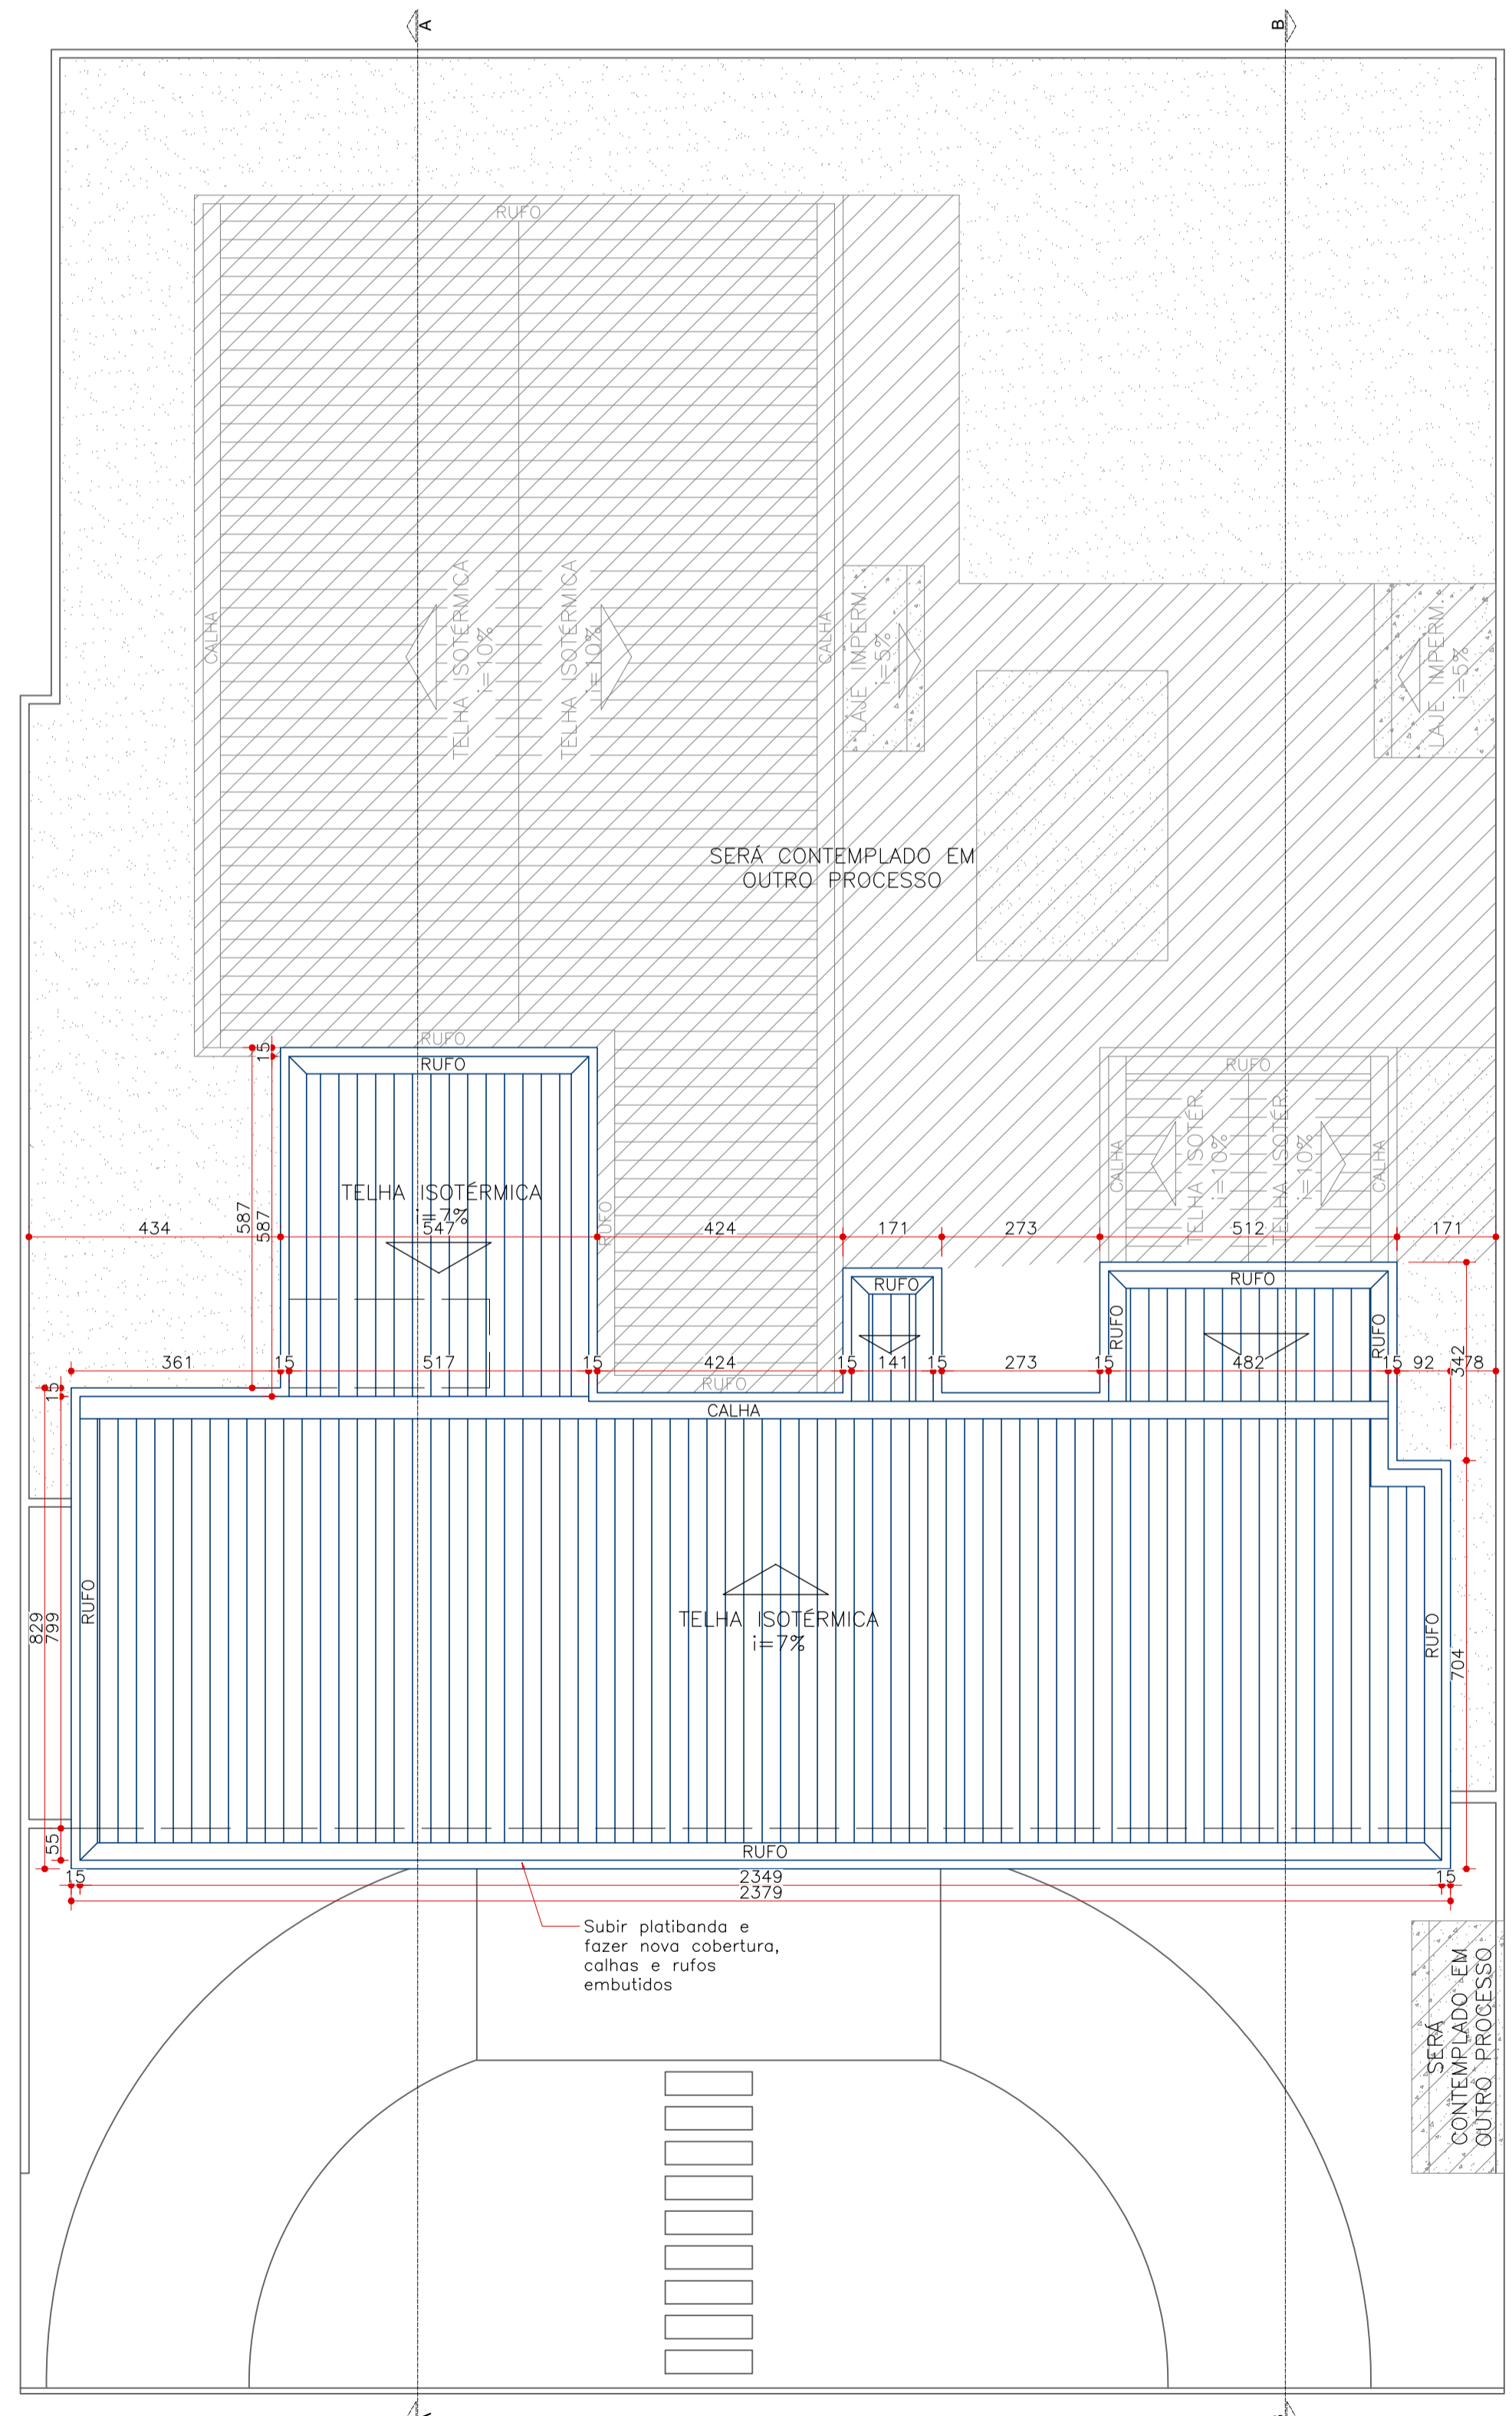 A
B
RUFO
CALHA
TELHA ISOTÉRMICA
i=10%
TELHA ISOTÉRMICA
i=10%
CALHA
LAJE IMPERM.
i=5%
LAJE IMPERM.
i=5%
SERÁ CONTEMPLADO EM
OUTRO PROCESSO
RUFO
15
RUFO
RUFO
CALHA
TELHA ISOTÉR.
i=10%
TELHA ISOTÉR.
i=10%
CALHA
TELHA ISOTÉRMICA
i=7%
587
587
RUFO
434
547
424
171
273
512
171
RUFO
RUFO
RUFO
RUFO
342
361
15
517
15
424
15
141
15
273
15
482
15
92
78
15
RUFO
CALHA
829
799
RUFO
TELHA ISOTÉRMICA
i=7%
RUFO
704
55
RUFO
15
2349
15
2379
Subir platibanda e
fazer nova cobertura,
calhas e rufos
embutidos
SERÁ
CONTEMPLADO EM
OUTRO PROCESSO